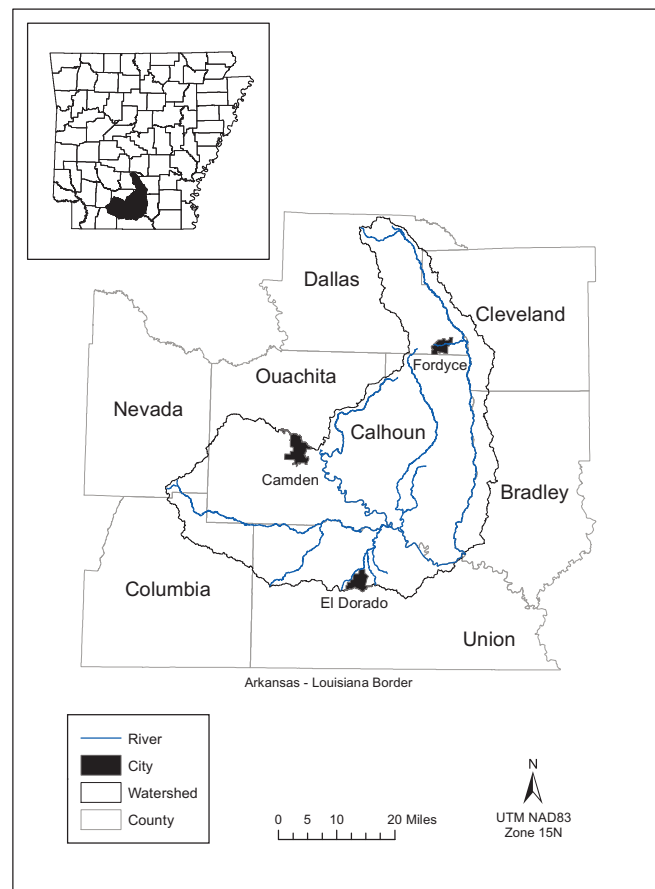 Dallas
Cleveland
Fordyce
Ouachita
Nevada
Calhoun
Camden
Bradley
Columbia
El Dorado
Union
Arkansas - Louisiana Border
River
City
Watershed
County
0 5 10 20 Miles
N
UTM NAD83
Zone 15N